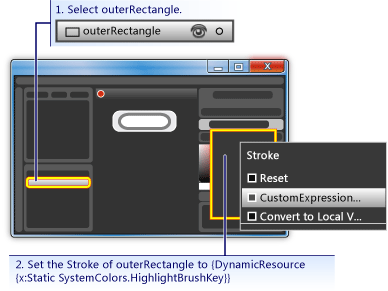 1. Select outerRectangle.
outerRectangle
X
Stroke
Reset
CustomExpression...
Convert to Local V...
2. Set the Stroke of outerRectangle to {DynamicResource
{x:Static SystemColors.HighlightBrushKey}}